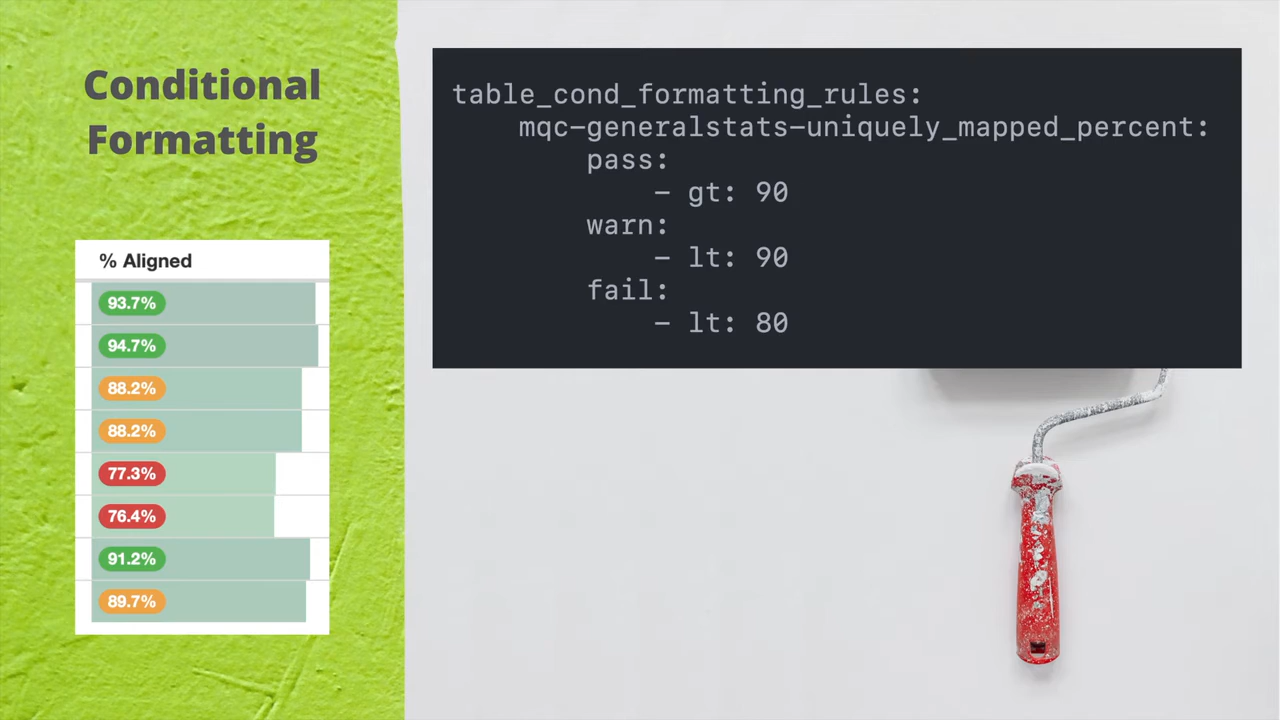 Conditional
Formatting
% Aligned
93.7%
94.7%
88.2%
88.2%
77.3%
76.4%
91.2%
89.7%
table_cond_formatting_rules:
    mqc-generalstats-uniquely_mapped_percent:
        pass:
            - gt: 90
        warn:
            - lt: 90
        fail:
            - lt: 80